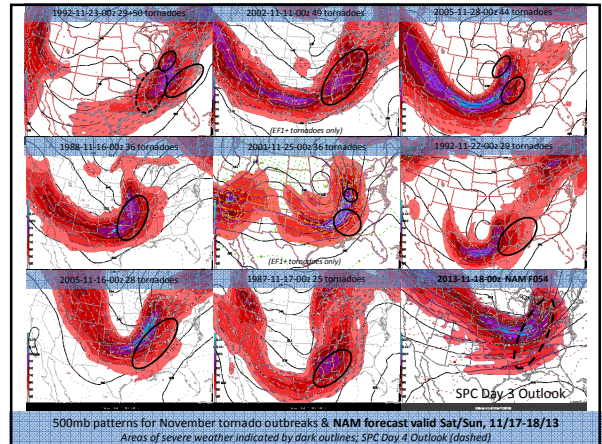 1992-11-23-00z 29+50 tornadoes
2002-11-11-00z 49 tornadoes
2005-11-28-00z 44 tornadoes
(EF1+ tornadoes only)
1988-11-16-00z 36 tornadoes
2001-11-25-00z 36 tornadoes
1992-11-22-00z 29 tornadoes
(EF1+ tornadoes only)
2005-11-16-00z 28 tornadoes
1987-11-17-00z 25 tornadoes
2013-11-18-00z NAM F054
SPC Day 3 Outlook
500mb patterns for November tornado outbreaks & NAM forecast valid Sat/Sun, 11/17-18/13
Areas of severe weather indicated by dark outlines; SPC Day 4 Outlook (dashed)